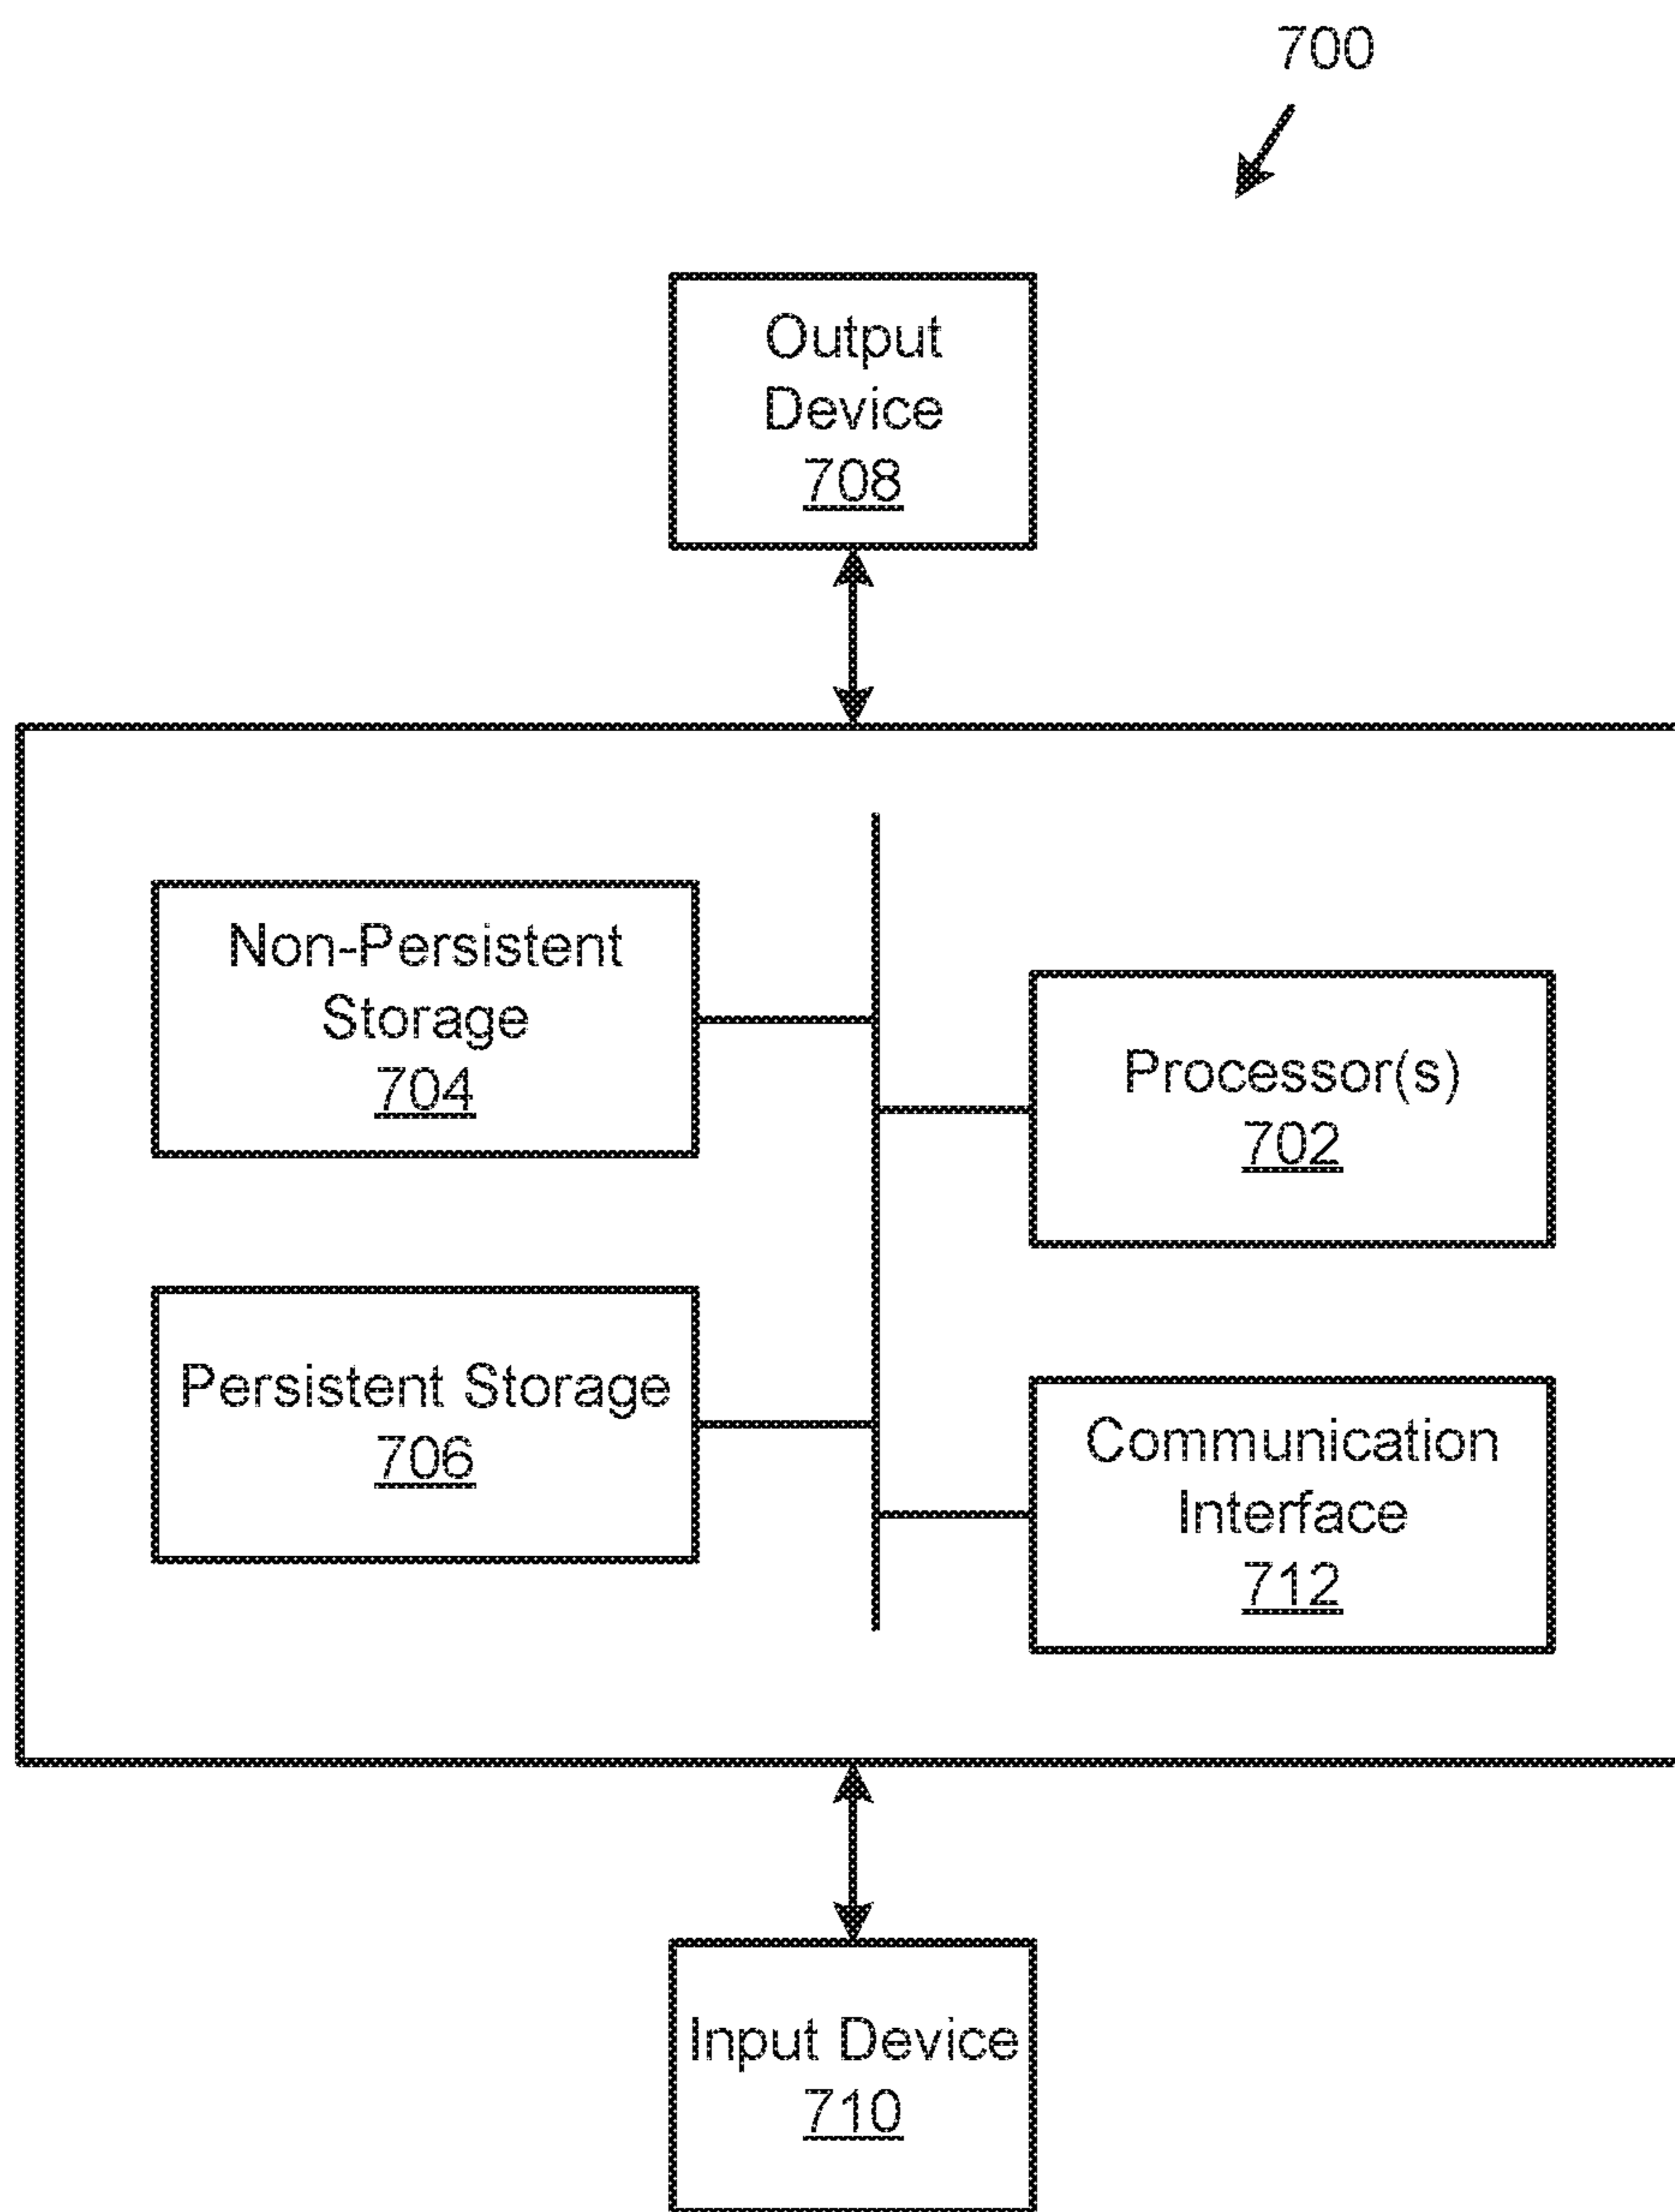 700
Output
Device
708
Non-Persistent
Storage
704
Processor(s)
702
Persistent Storage
706
Communication
Interface
712
Input Device
710